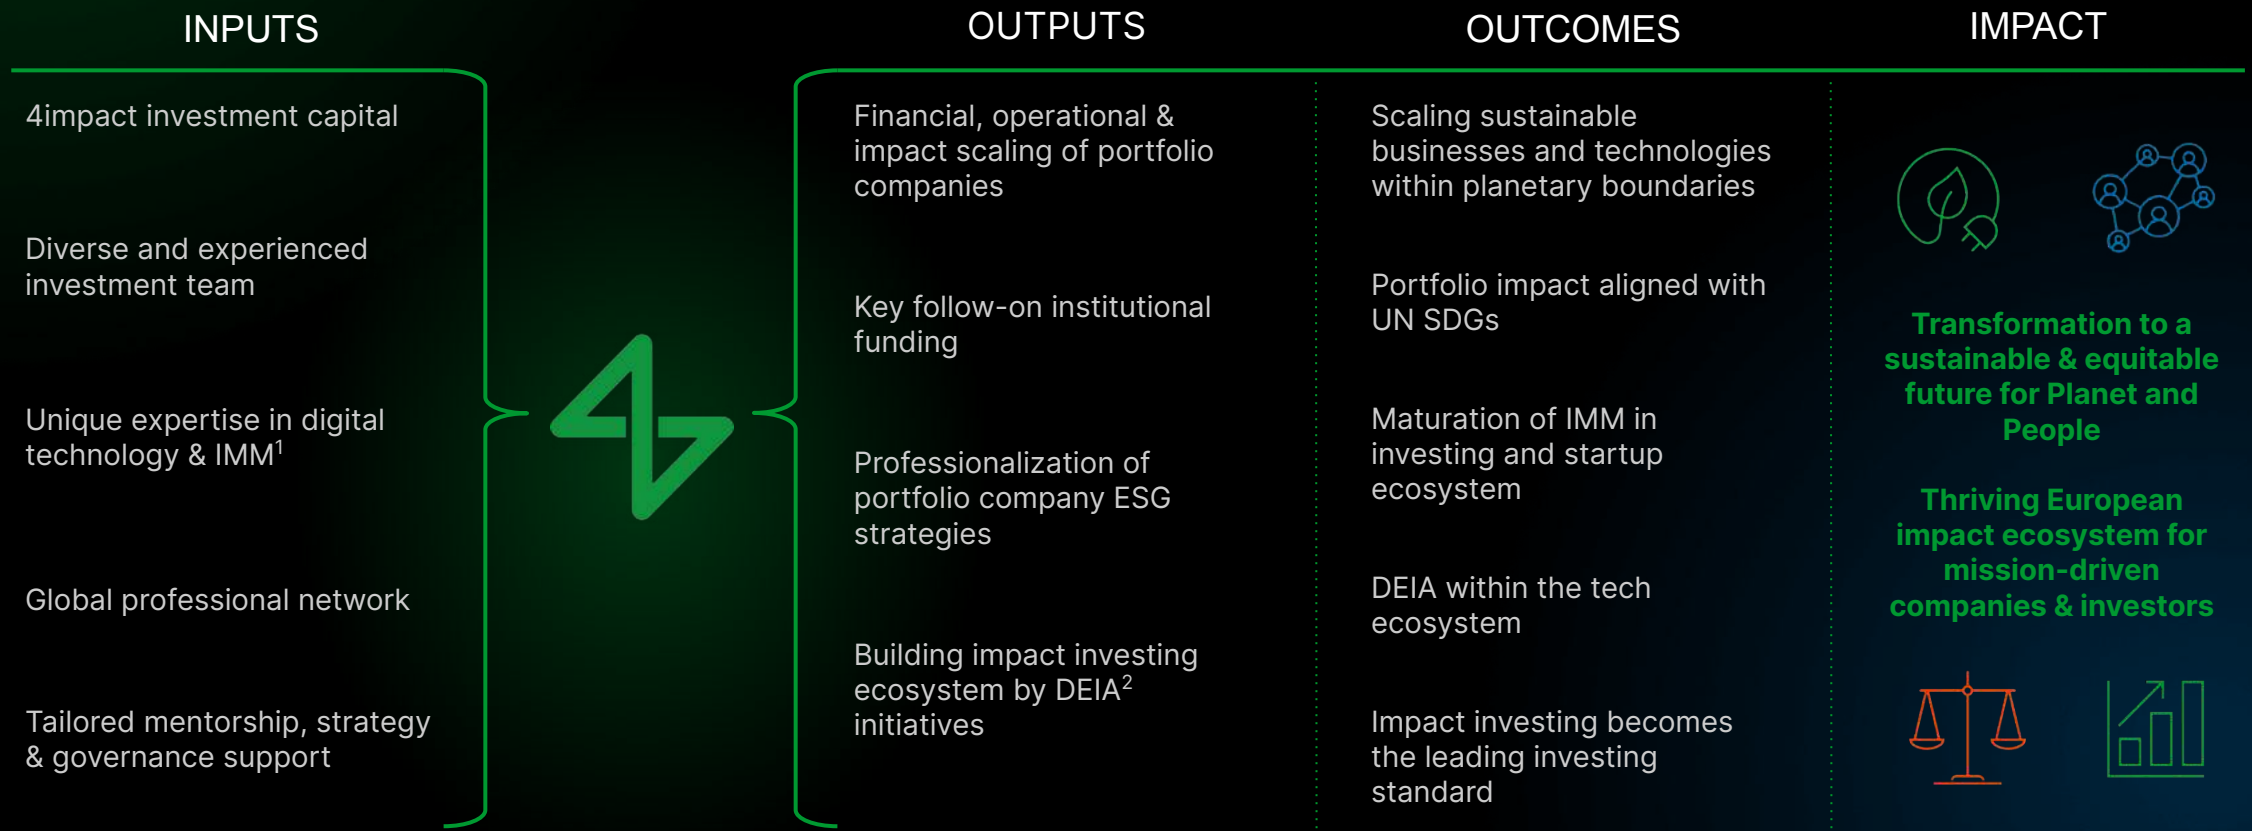 INPUTS
4impact investment capital
Diverse and experienced
investment team
Unique expertise in digital
technology & IMM¹
Global professional network
Tailored mentorship, strategy
& governance support
OUTPUTS
Financial, operational &
impact scaling of portfolio
companies
Key follow-on institutional
funding
Professionalization of
portfolio company ESG
strategies
Building impact investing
ecosystem by DEIA²
initiatives
OUTCOMES
Scaling sustainable
businesses and technologies
within planetary boundaries
Portfolio impact aligned with
UN SDGs
Maturation of IMM in
investing and startup
ecosystem
DEIA within the tech
ecosystem
Impact investing becomes
the leading investing
standard
IMPACT
Transformation to a
sustainable & equitable
future for Planet and
People
Thriving European
impact ecosystem for
mission-driven
companies & investors